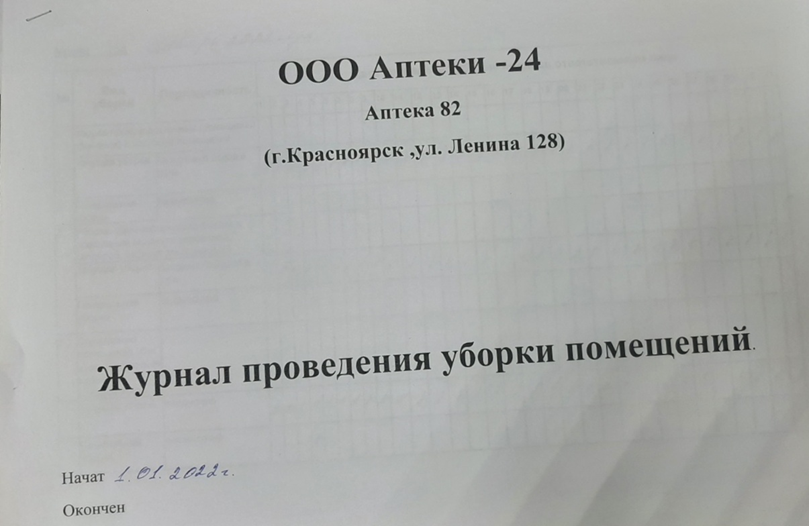 ООО Аптеки -24
Аптека 82
(г.Красноярск ,ул. Ленина 128)
Журнал проведения уборки помещений.
Начат 1.01.2022г.
Окончен